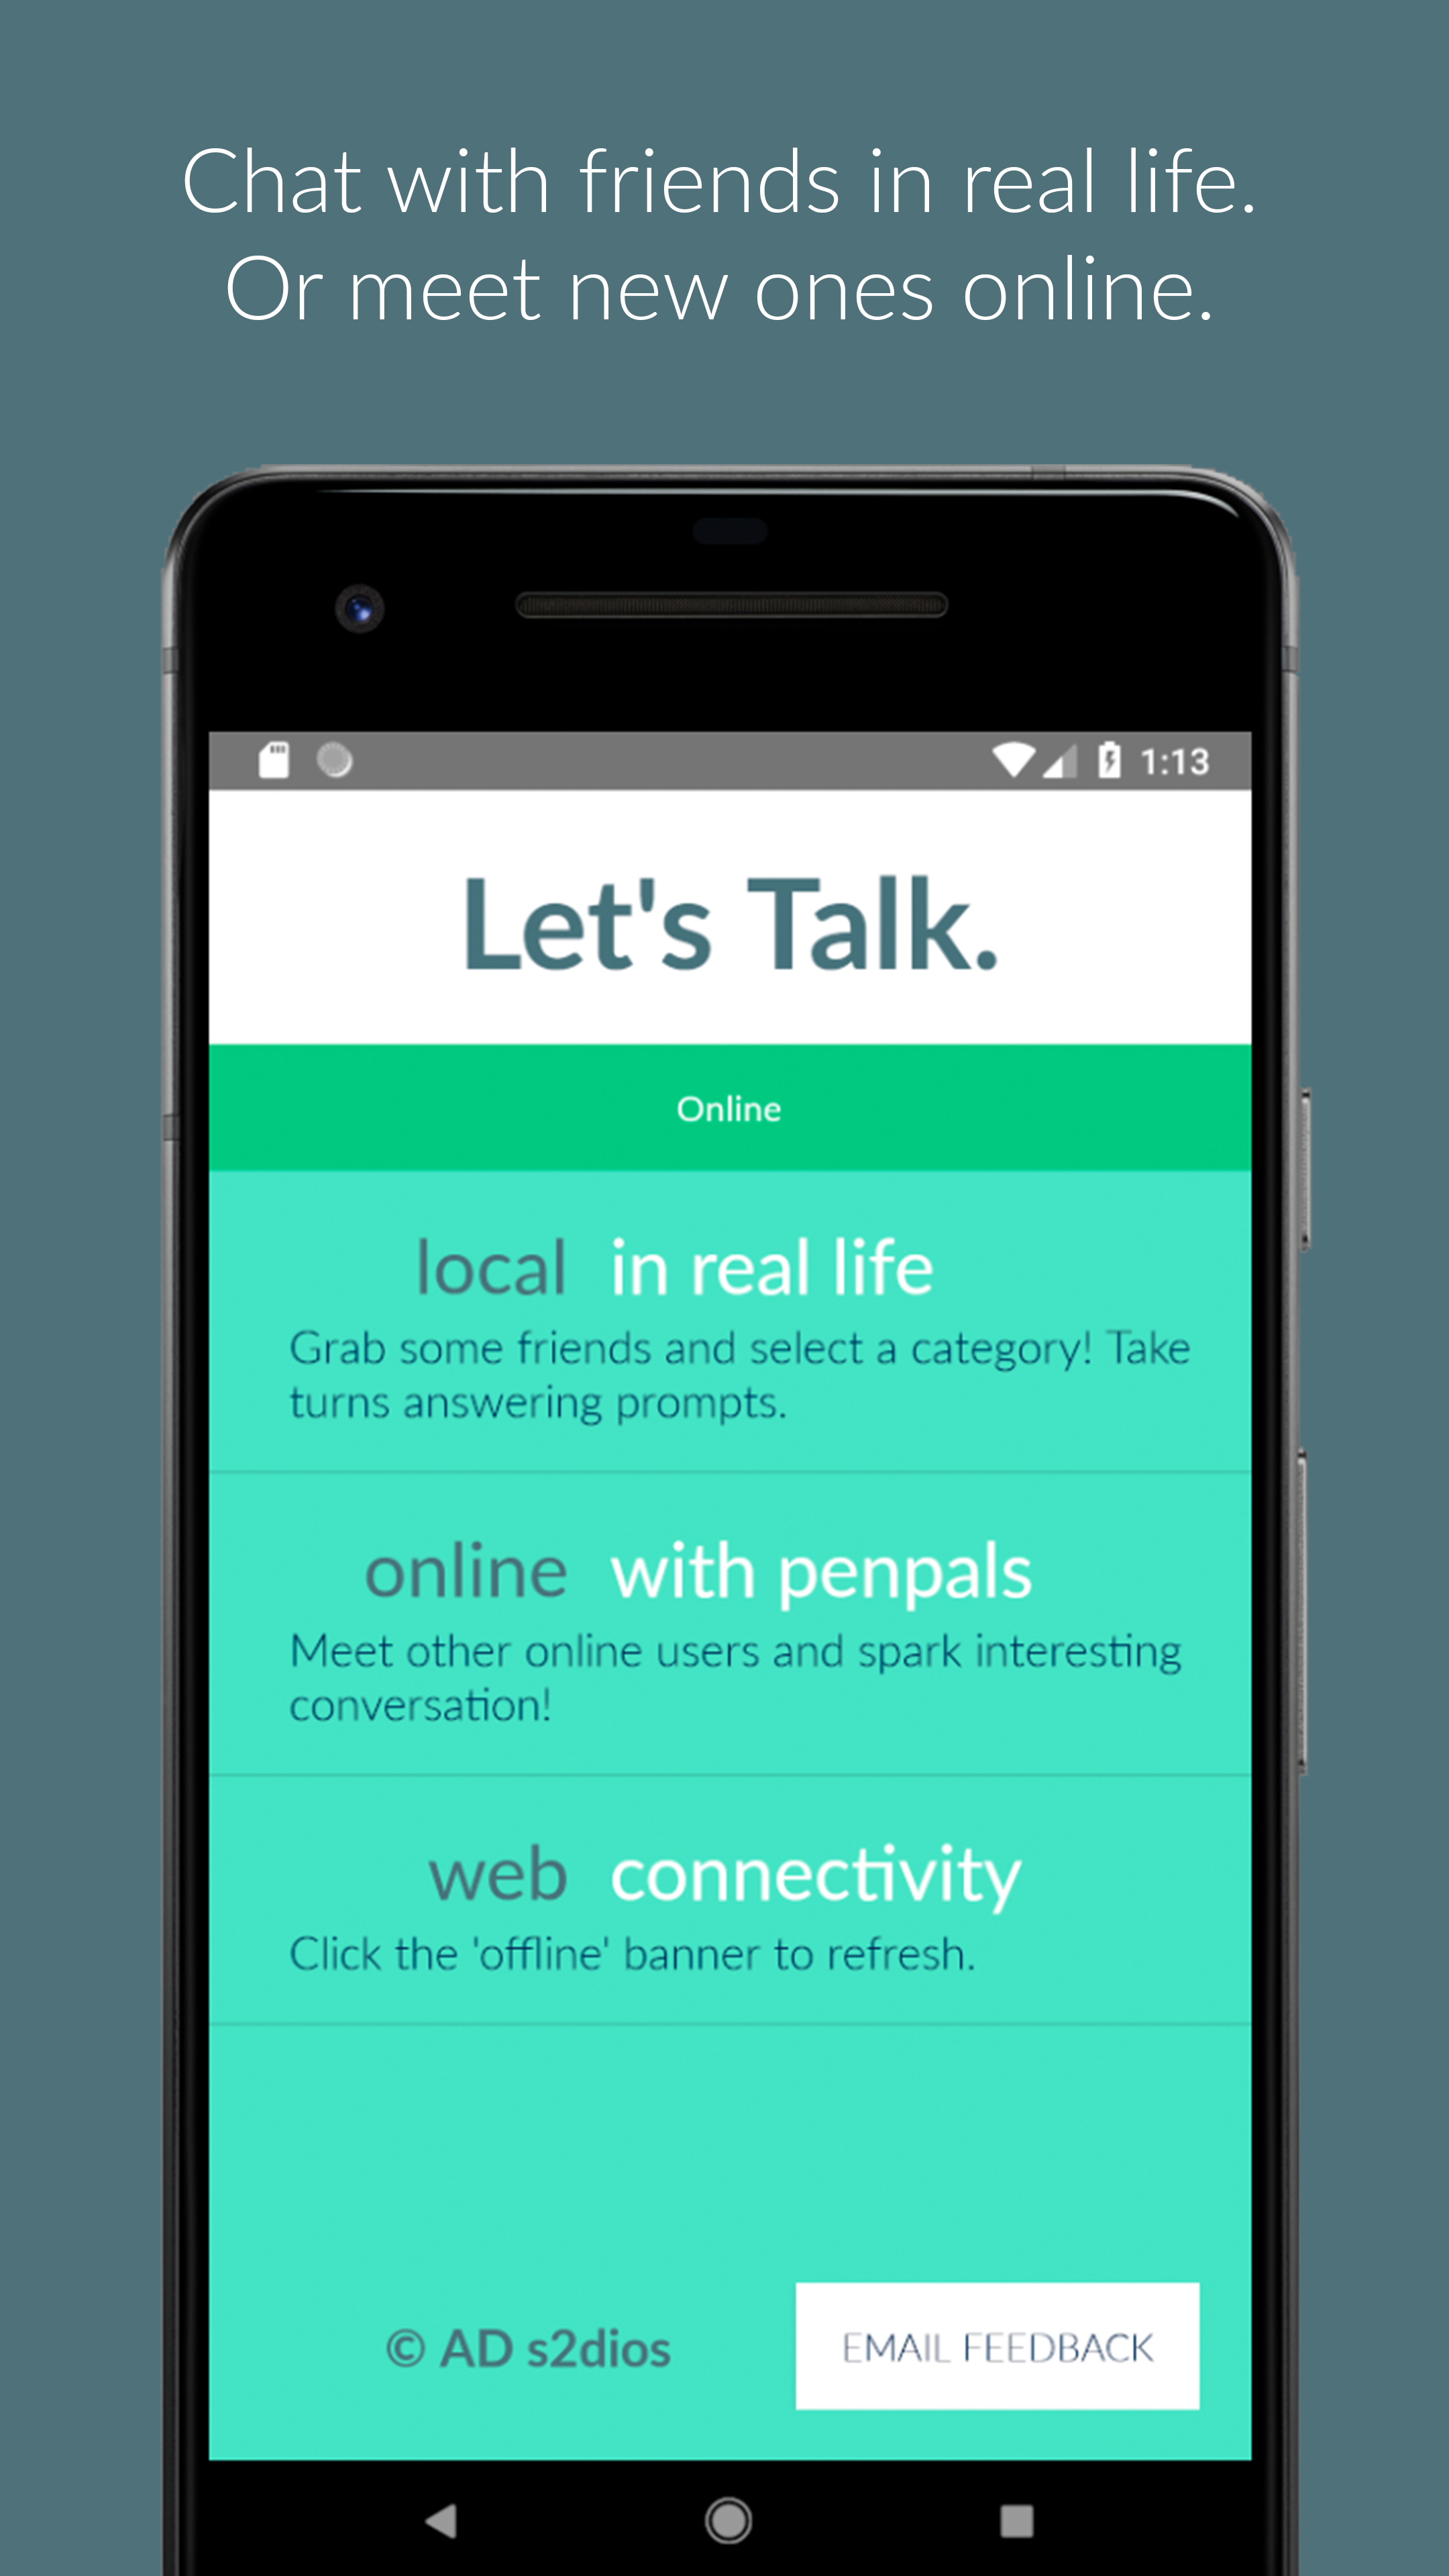 Chat with friends in real life.
Or meet new ones online.
1:13
Let's Talk.
Online
local in real life
Grab some friends and select a category! Take
turns answering prompts.
online with penpals
Meet other online users and spark interesting
conversation!
web connectivity
Click the 'offline' banner to refresh.
© AD s2dios
EMAIL FEEDBACK